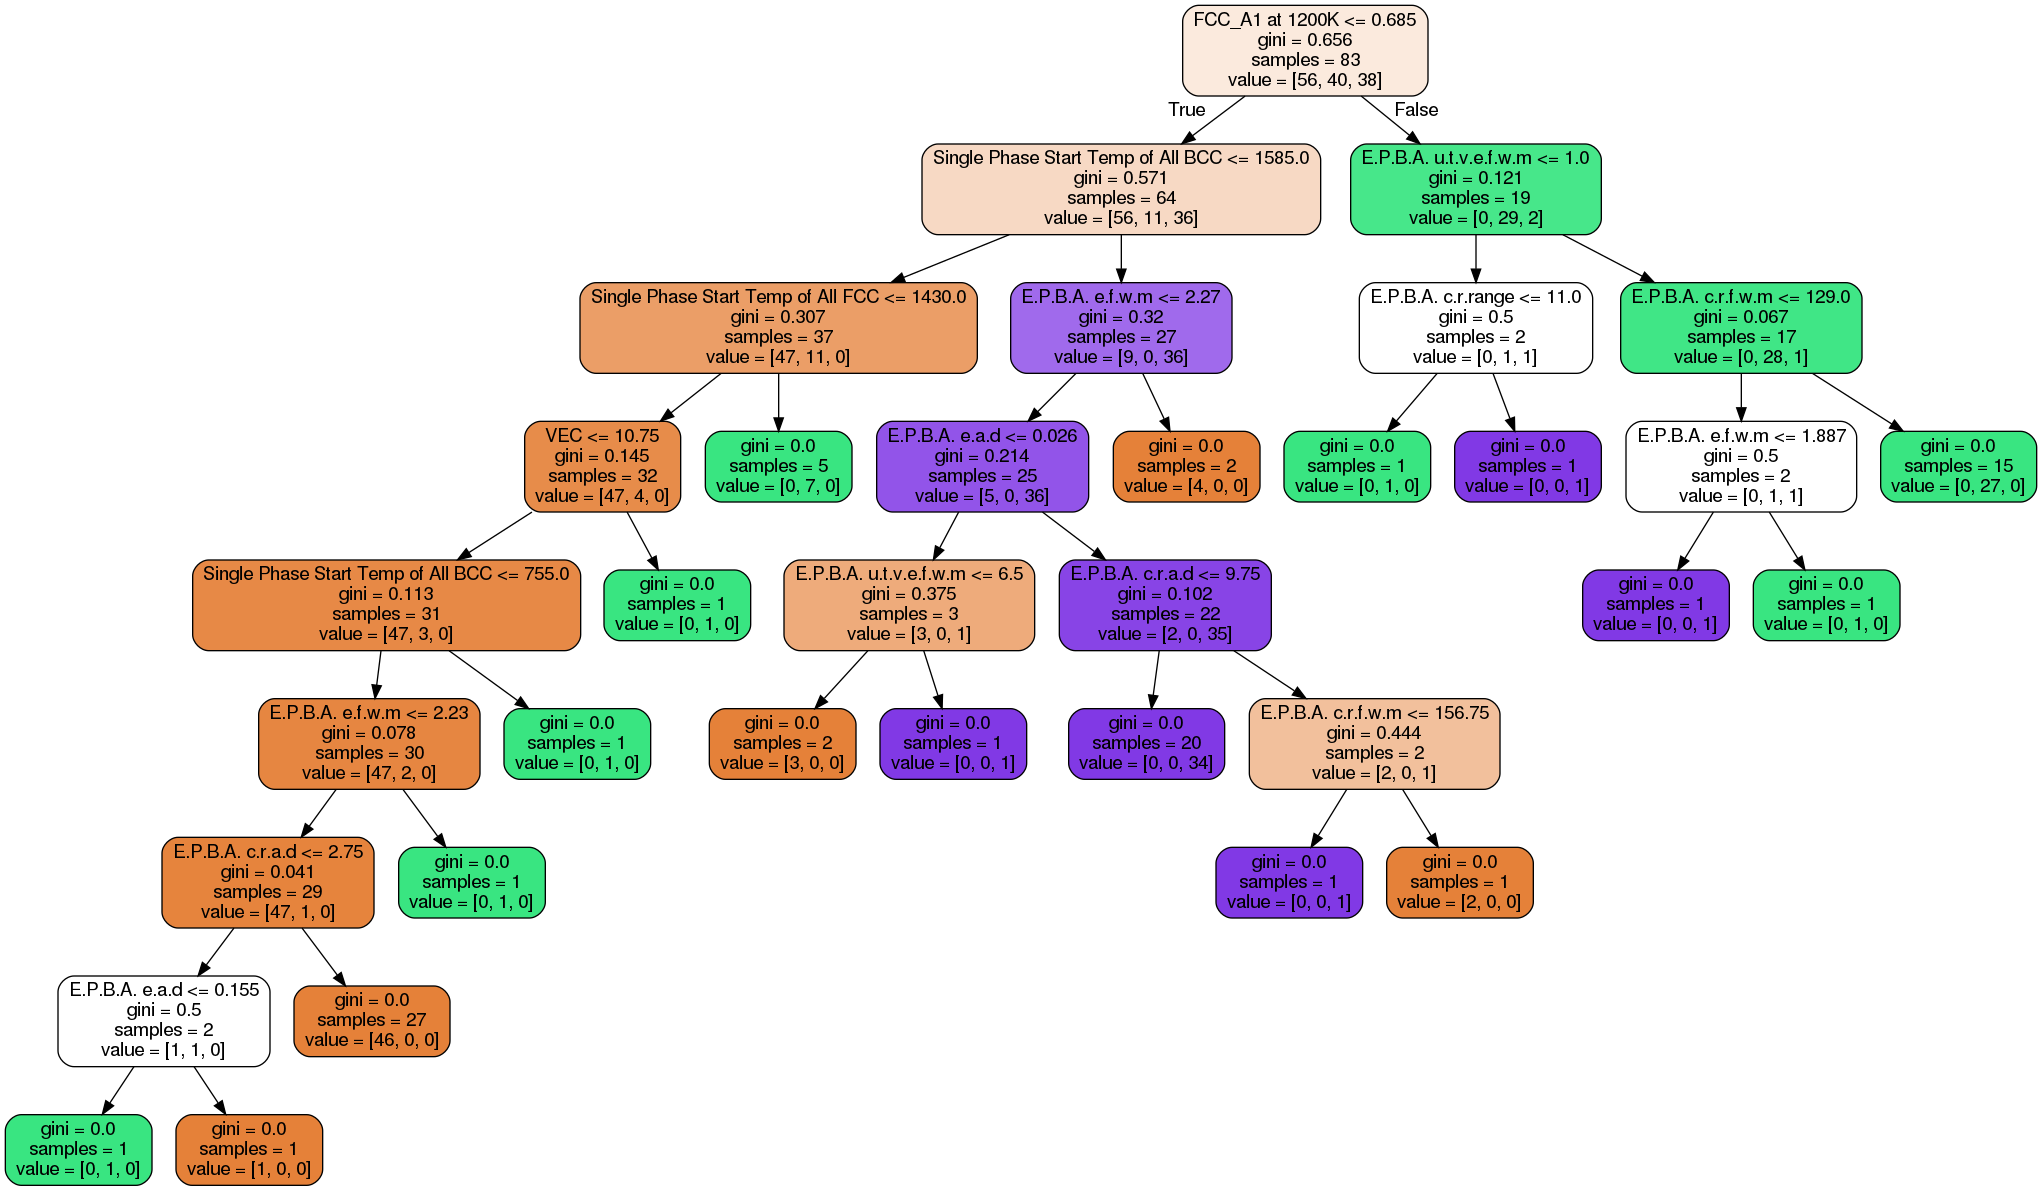 FCC_A1 at 1200K <= 0.685
gini = 0.656
samples = 83
value = [56, 40, 38]
True
False
Single Phase Start Temp of All BCC <= 1585.0
gini = 0.571
samples = 64
value = [56, 11, 36]
E.P.B.A. u.t.v.e.f.w.m <= 1.0
gini = 0.121
samples = 19
value = [0, 29, 2]
Single Phase Start Temp of All FCC <= 1430.0
gini = 0.307
samples = 37
value = [47, 11, 0]
E.P.B.A. e.f.w.m <= 2.27
gini = 0.32
samples = 27
value = [9, 0, 36]
E.P.B.A. c.r.range <= 11.0
gini = 0.5
samples = 2
value = [0, 1, 1]
E.P.B.A. c.r.f.w.m <= 129.0
gini = 0.067
samples = 17
value = [0, 28, 1]
VEC <= 10.75
gini = 0.145
samples = 32
value = [47, 4, 0]
gini = 0.0
samples = 5
value = [0, 7, 0]
E.P.B.A. e.a.d <= 0.026
gini = 0.214
samples = 25
value = [5, 0, 36]
gini = 0.0
samples = 2
value = [4, 0, 0]
gini = 0.0
samples = 1
value = [0, 1, 0]
gini = 0.0
samples = 1
value = [0, 0, 1]
E.P.B.A. e.f.w.m <= 1.887
gini = 0.5
samples = 2
value = [0, 1, 1]
gini = 0.0
samples = 15
value = [0, 27, 0]
Single Phase Start Temp of All BCC <= 755.0
gini = 0.113
samples = 31
value = [47, 3, 0]
gini = 0.0
samples = 1
value = [0, 1, 0]
E.P.B.A. u.t.v.e.f.w.m <= 6.5
gini = 0.375
samples = 3
value = [3, 0, 1]
E.P.B.A. c.r.a.d <= 9.75
gini = 0.102
samples = 22
value = [2, 0, 35]
gini = 0.0
samples = 1
value = [0, 0, 1]
gini = 0.0
samples = 1
value = [0, 1, 0]
E.P.B.A. e.f.w.m <= 2.23
gini = 0.078
samples = 30
value = [47, 2, 0]
gini = 0.0
samples = 1
value = [0, 1, 0]
gini = 0.0
samples = 2
value = [3, 0, 0]
gini = 0.0
samples = 1
value = [0, 0, 1]
gini = 0.0
samples = 20
value = [0, 0, 34]
E.P.B.A. c.r.f.w.m <= 156.75
gini = 0.444
samples = 2
value = [2, 0, 1]
E.P.B.A. c.r.a.d <= 2.75
gini = 0.041
samples = 29
value = [47, 1, 0]
gini = 0.0
samples = 1
value = [0, 1, 0]
gini = 0.0
samples = 1
value = [0, 0, 1]
gini = 0.0
samples = 1
value = [2, 0, 0]
E.P.B.A. e.a.d <= 0.155
gini = 0.5
samples = 2
value = [1, 1, 0]
gini = 0.0
samples = 27
value = [46, 0, 0]
gini = 0.0
samples = 1
value = [0, 1, 0]
gini = 0.0
samples = 1
value = [1, 0, 0]